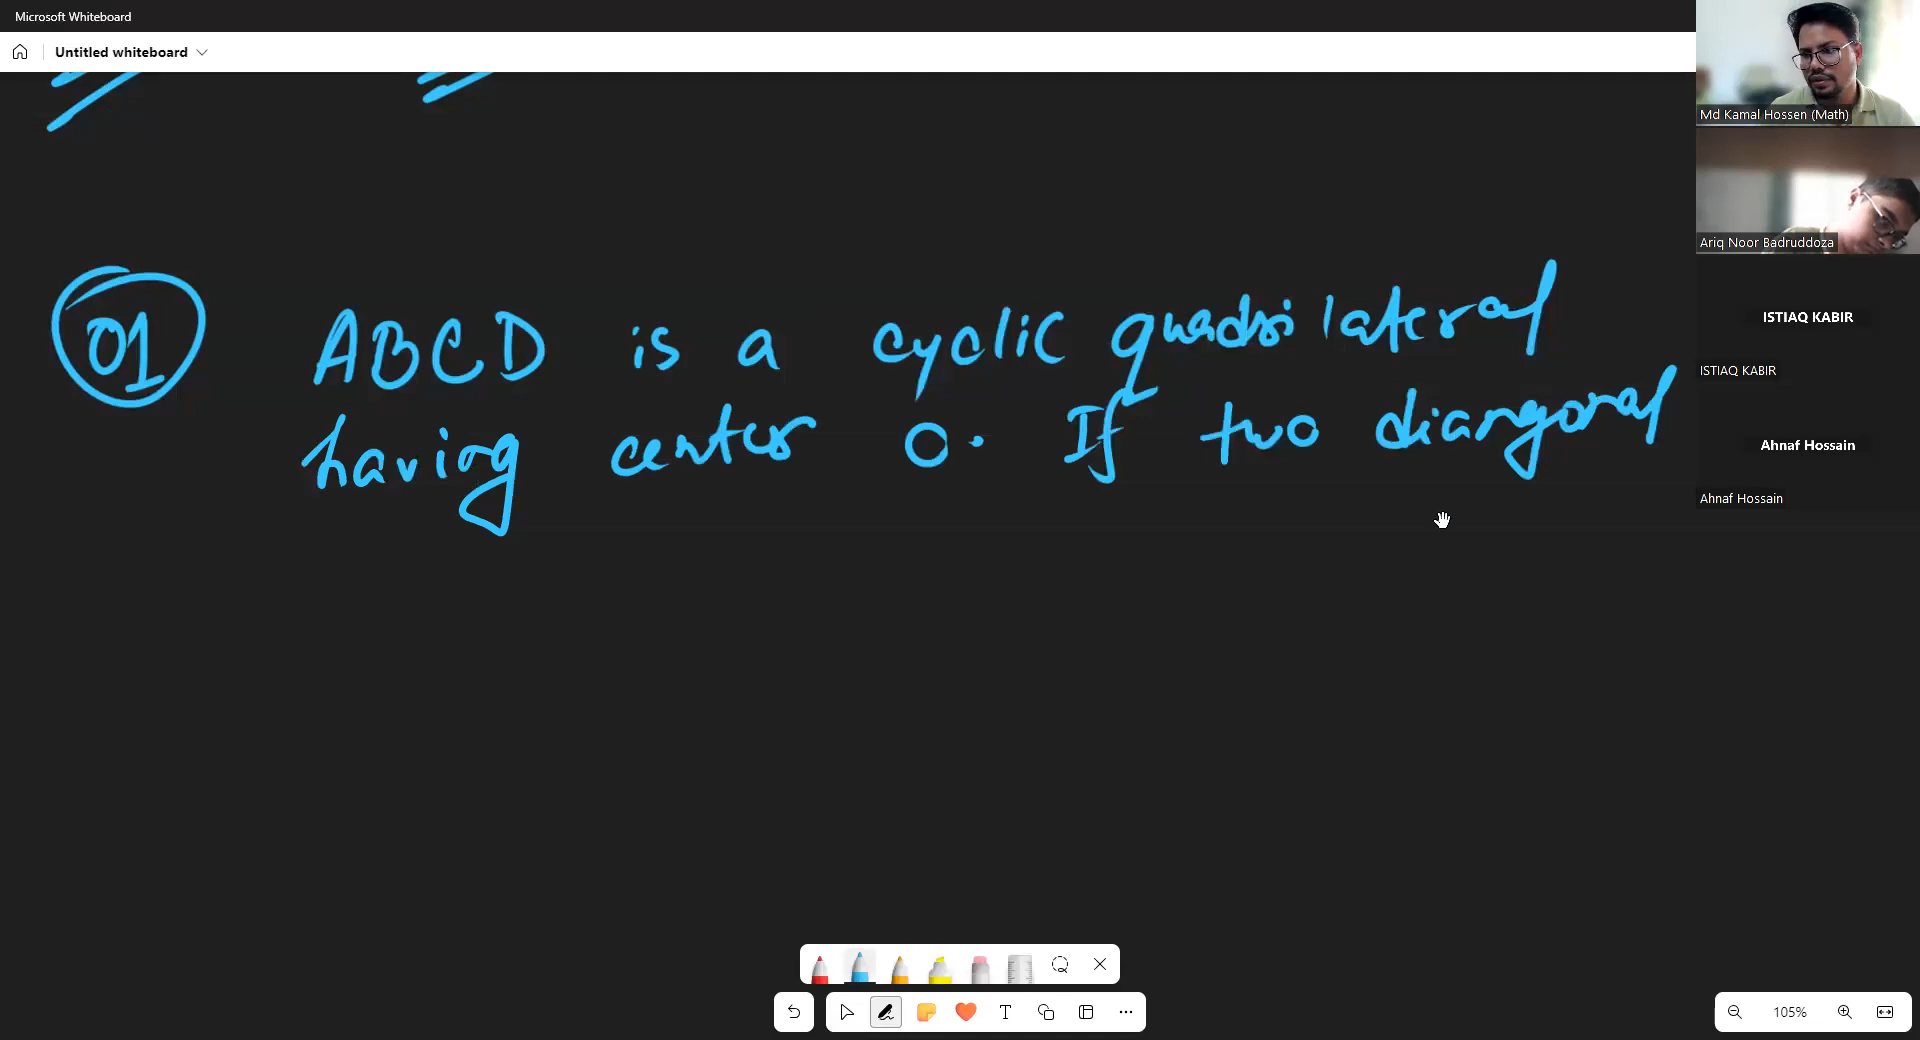 Microsoft Whiteboard
Untitled whiteboard
Md Kamal Hossen (Math)
Ariq Noor Badruddoza
ISTIAQ KABIR
ISTIAQ KABIR
Ahnaf Hossain
Ahnaf Hossain
01 ABCD is a cyclic quadrilateral
having center O. If two diangonal
105%